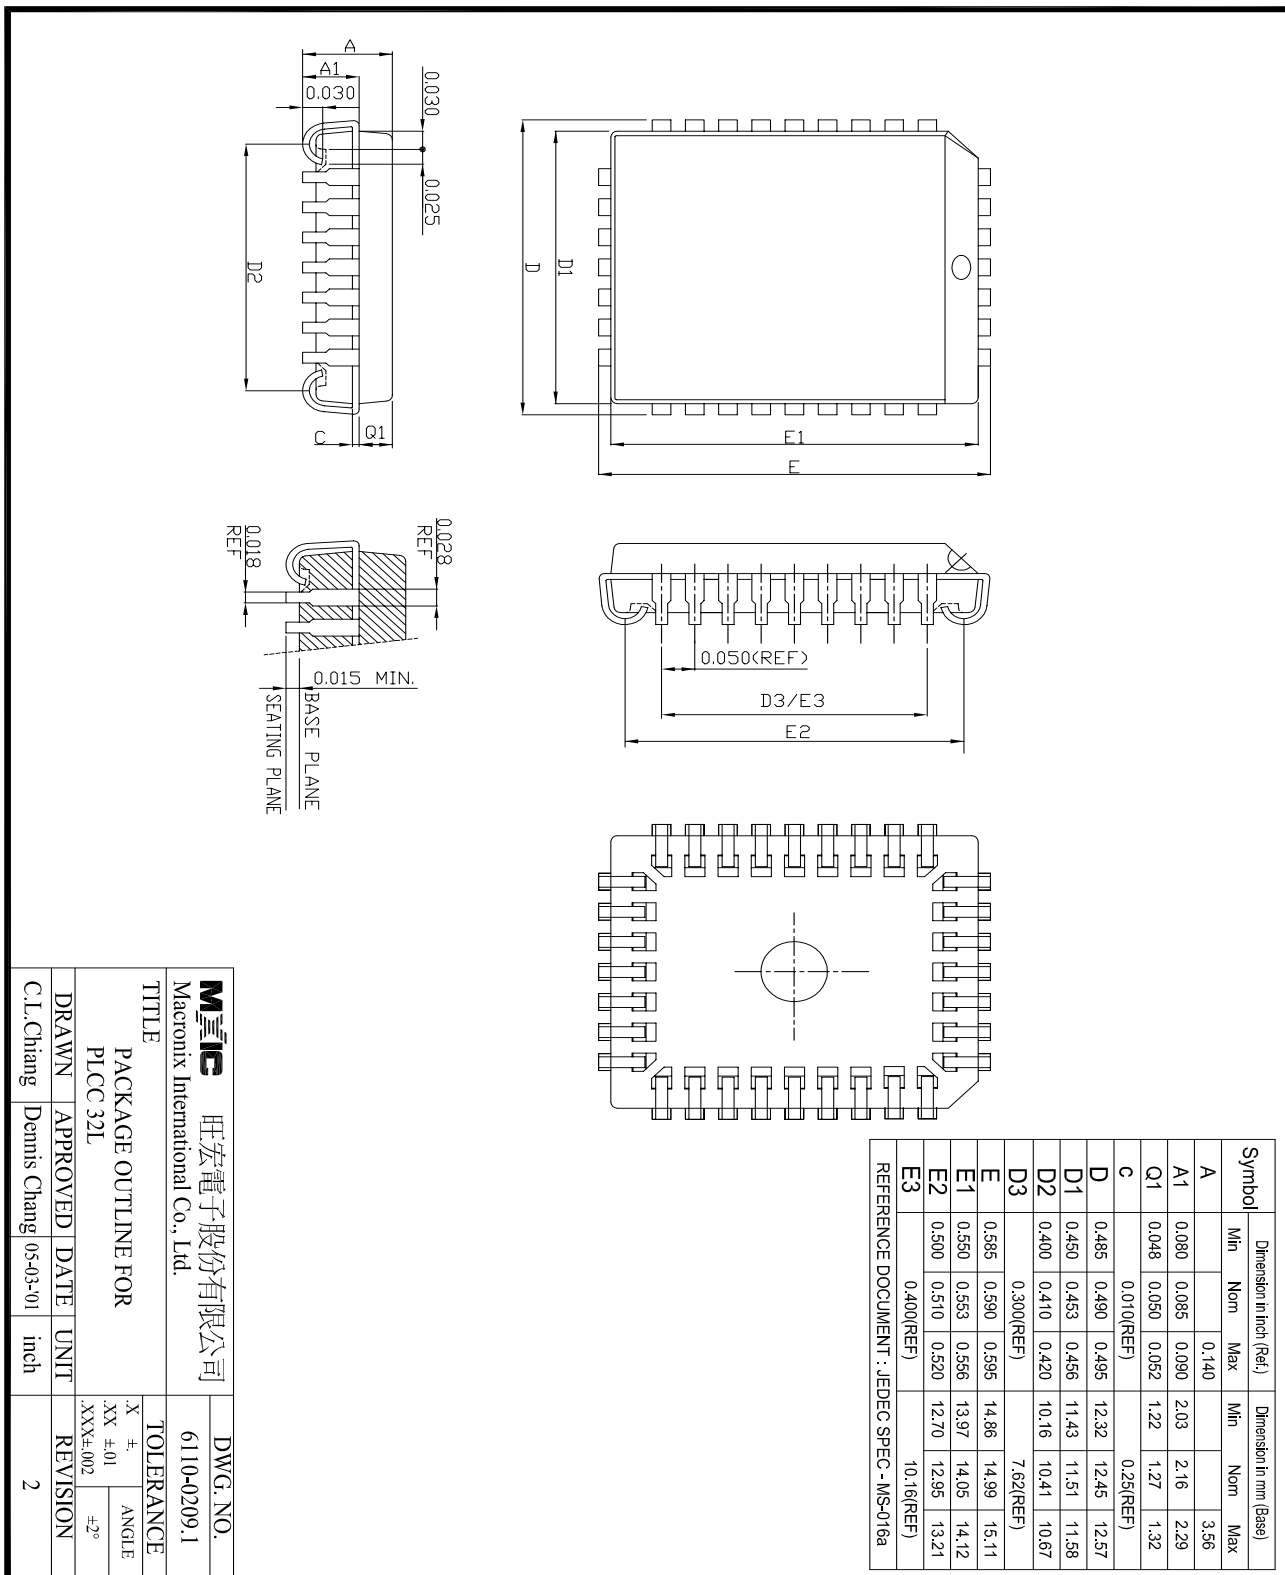 A
A1
0.030
0.030
0.025
D2
C
Q1
D
D1
E1
E
0.018
REF
0.028
REF
0.015 MIN.
BASE PLANE
SEATING PLANE
0.050(REF)
D3/E3
E2
Symbol Dimension in inch (Ref.) Dimension in mm (Base)
Min Nom Max Min Nom Max
A 0.140 3.56
A1 0.080 0.085 0.090 2.03 2.16 2.29
Q1 0.048 0.050 0.052 1.22 1.27 1.32
C 0.010(REF) 0.25(REF)
D 0.485 0.490 0.495 12.32 12.45 12.57
D1 0.450 0.453 0.456 11.43 11.51 11.58
D2 0.400 0.410 0.420 10.16 10.41 10.67
D3 0.300(REF) 7.62(REF)
E 0.585 0.590 0.595 14.86 14.99 15.11
E1 0.550 0.553 0.556 13.97 14.05 14.12
E2 0.500 0.510 0.520 12.70 12.95 13.21
E3 0.400(REF) 10.16(REF)
REFERENCE DOCUMENT : JEDEC SPEC - MS-016a
MXIC 旺宏電子股份有限公司
Macronix International Co., Ltd.
DWG. NO.
6110-0209.1
TITLE
PACKAGE OUTLINE FOR
PLCC 32L
TOLERANCE
.X ±.
.XX ±.01
.XXX±.002
ANGLE
±2°
DRAWN APPROVED DATE UNIT REVISION
C.L.Chiang Dennis Chang 05-03-'01 inch 2